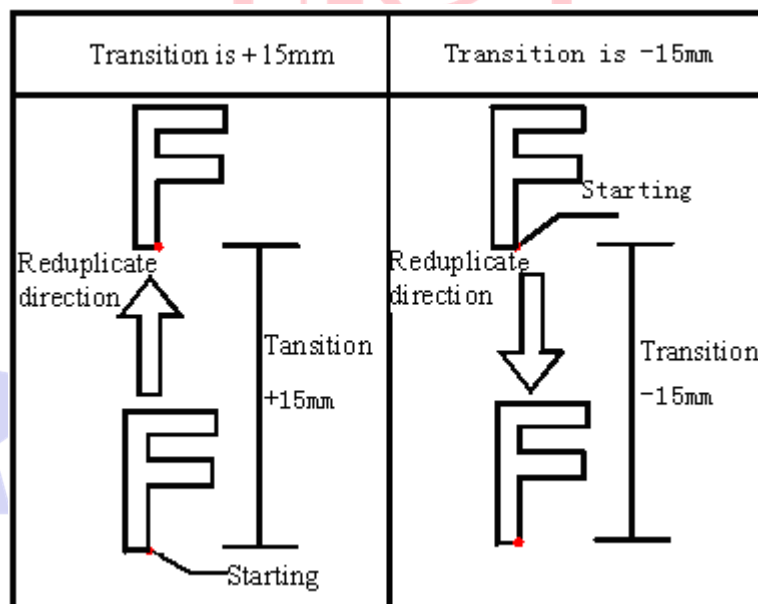 Transition is +15mm
Transition is -15mm
F
Reduplicate
direction
Tansition
+15mm
F
Starting
F
Starting
Reduplicate
direction
Transition
-15mm
F